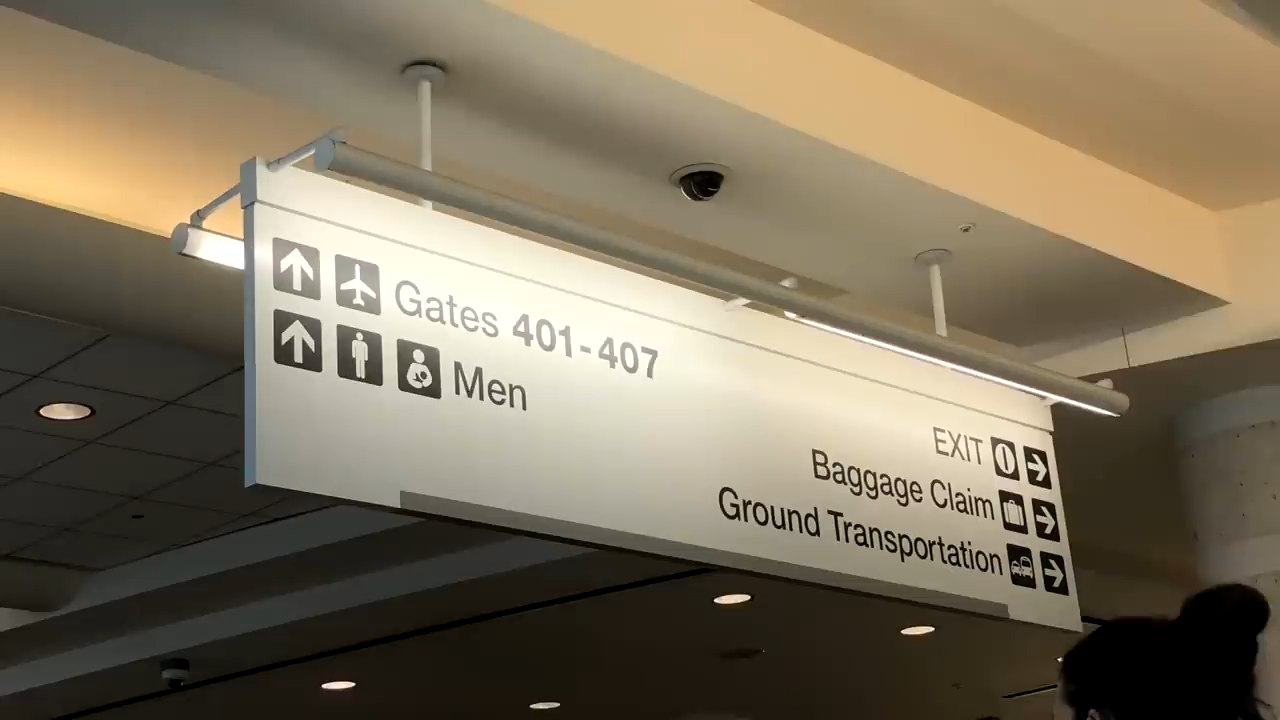 Gates 401-407
Men
EXIT
Baggage Claim
Ground Transportation